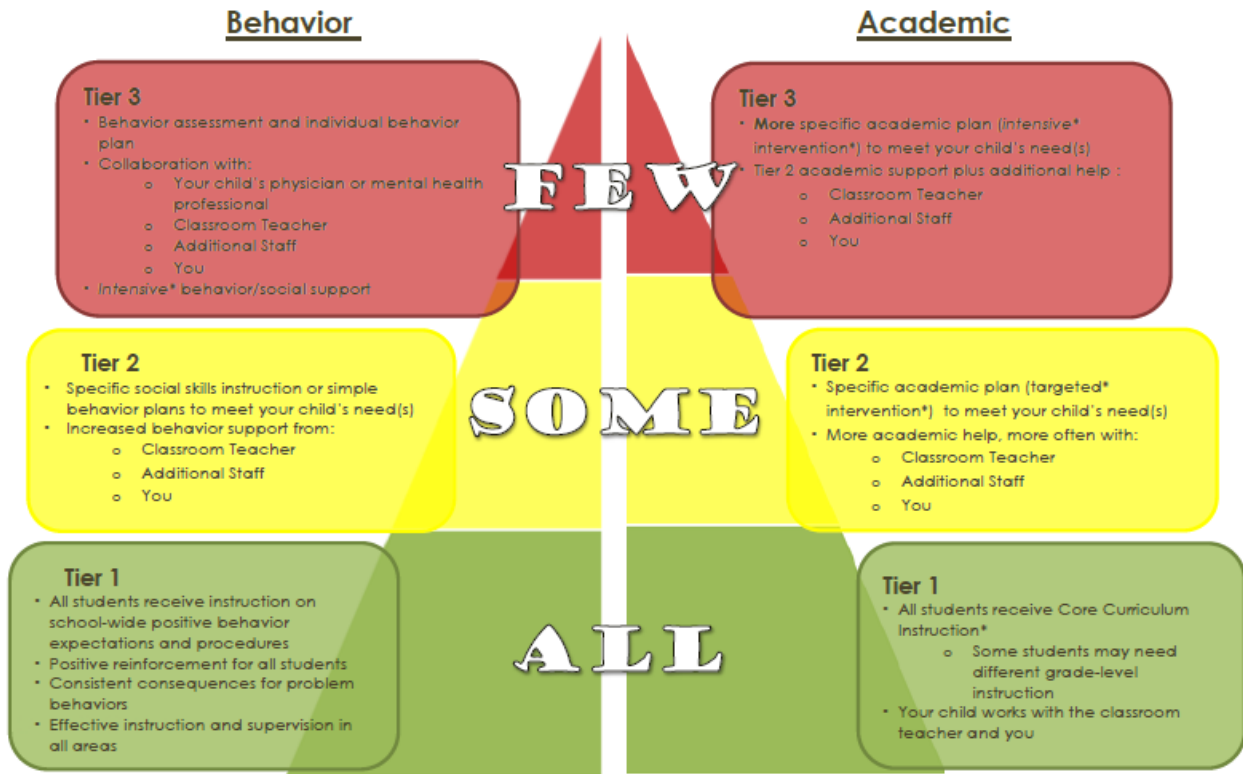 Behavior
Academic
Tier 3
• Behavior assessment and individual behavior
plan
• Collaboration with:
o Your child's physician or mental health
professional
o Classroom Teacher
o Additional Staff
o You
• Intensive* behavior/social support
FEW
Tier 3
• More specific academic plan (intensive*
intervention*) to meet your child's need(s)
• Tier 2 academic support plus additional help :
o Classroom Teacher
o Additional Staff
o You
Tier 2
• Specific social skills instruction or simple
behavior plans to meet your child's need(s)
• Increased behavior support from:
o Classroom Teacher
o Additional Staff
o You
SOME
Tier 2
• Specific academic plan (targeted*
intervention*) to meet your child's need(s)
• More academic help, more often with:
o Classroom Teacher
o Additional Staff
o You
Tier 1
• All students receive instruction on
school-wide positive behavior
expectations and procedures
• Positive reinforcement for all students
• Consistent consequences for problem
behaviors
• Effective instruction and supervision in
all areas
ALL
Tier 1
• All students receive Core Curriculum
Instruction*
o Some students may need
different grade-level
instruction
• Your child works with the classroom
teacher and you